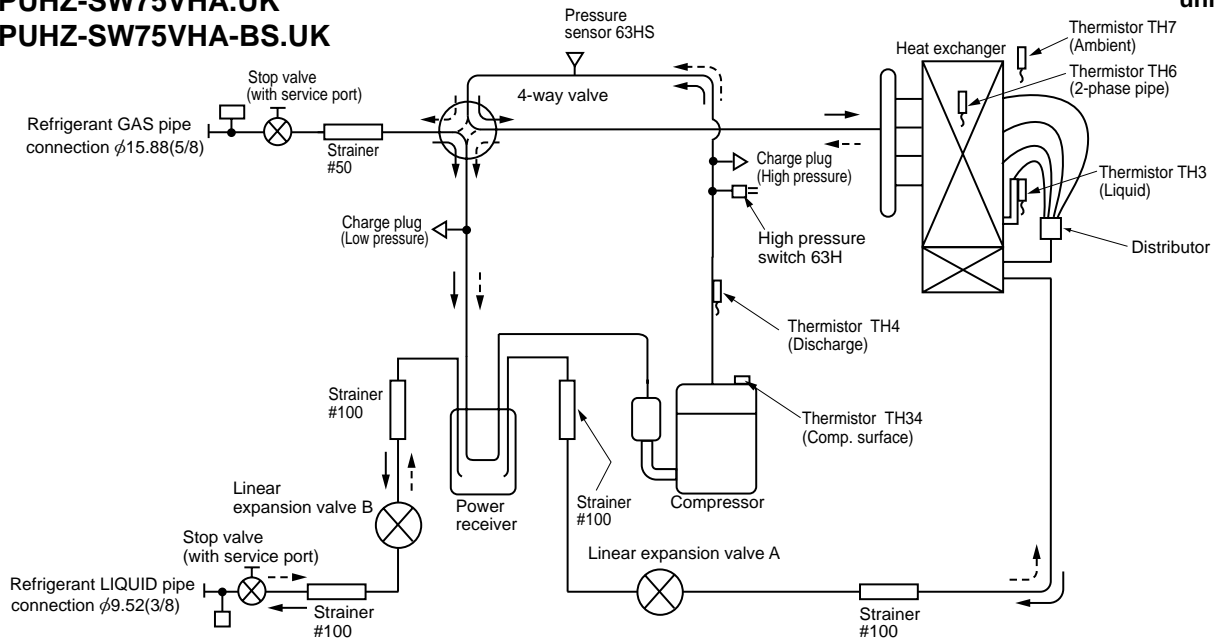 PUHZ-SW75VHA.UK
PUHZ-SW75VHA-BS.UK
Pressure
sensor 63HS
Heat exchanger
Thermistor TH7
(Ambient)
Thermistor TH6
(2-phase pipe)
Stop valve
(with service port)
4-way valve
Refrigerant GAS pipe
connection ϕ15.88(5/8)
Strainer
#50
Charge plug
(High pressure)
Thermistor TH3
(Liquid)
Charge plug
(Low pressure)
High pressure
switch 63H
Distributor
Thermistor TH4
(Discharge)
Strainer
#100
Thermistor TH34
(Comp. surface)
Linear
expansion valve B
Power
receiver
Strainer
#100
Compressor
Stop valve
(with service port)
Linear expansion valve A
Refrigerant LIQUID pipe
connection ϕ9.52(3/8)
Strainer
#100
Strainer
#100